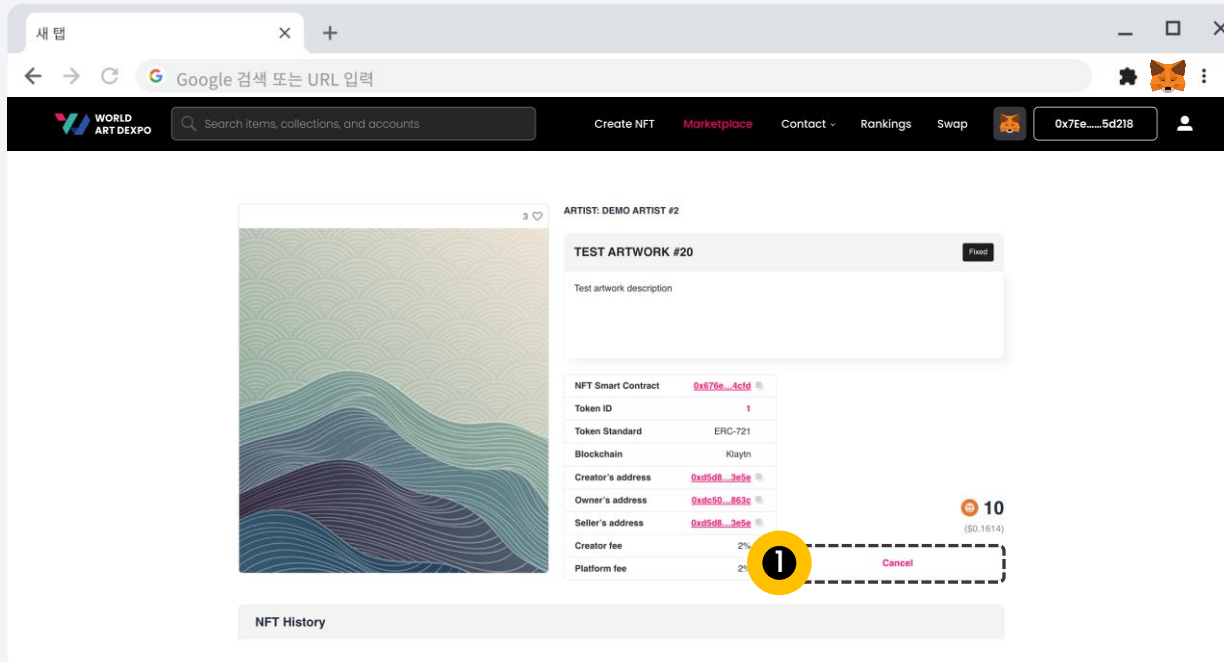 새 탭
Google 검색 또는 URL 입력
WORLD
ART DEXPO
Search items, collections, and accounts
Create NFT
Marketplace
Contact
Rankings
Swap
0x7Ee......5d218
3
ARTIST: DEMO ARTIST #2
TEST ARTWORK #20
Fixed
Test artwork description
NFT Smart Contract 0x676e...4cfd
Token ID 1
Token Standard ERC-721
Blockchain Klaytn
Creator's address 0xd5d8...3e5e
Owner's address 0xdc50...863c
Seller's address 0xd5d8...3e5e
Creator fee 2%
Platform fee 2%
10
($0.1614)
1
Cancel
NFT History